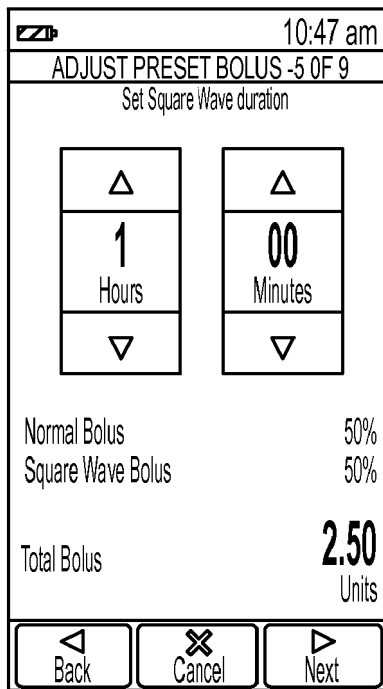 10:47 am
ADJUST PRESET BOLUS -5 0F 9
Set Square Wave duration
1 00
Hours Minutes
Normal Bolus 50%
Square Wave Bolus 50%
Total Bolus 2.50
Units
Back Cancel Next